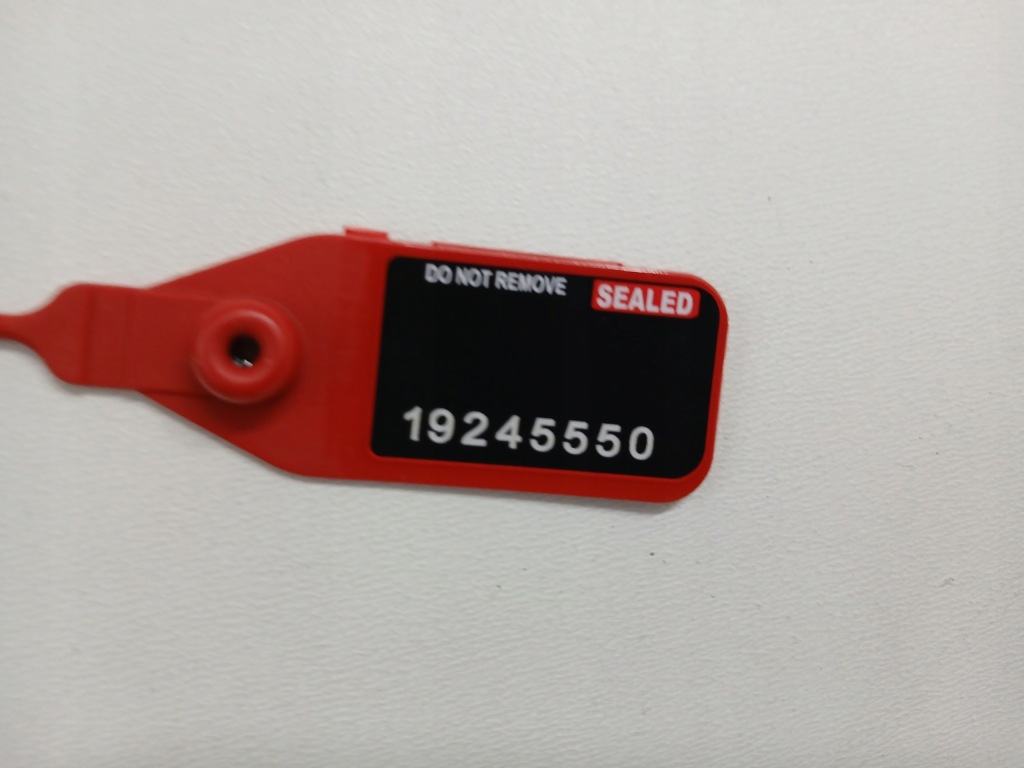 DO NOT REMOVE
SEALED
19245550